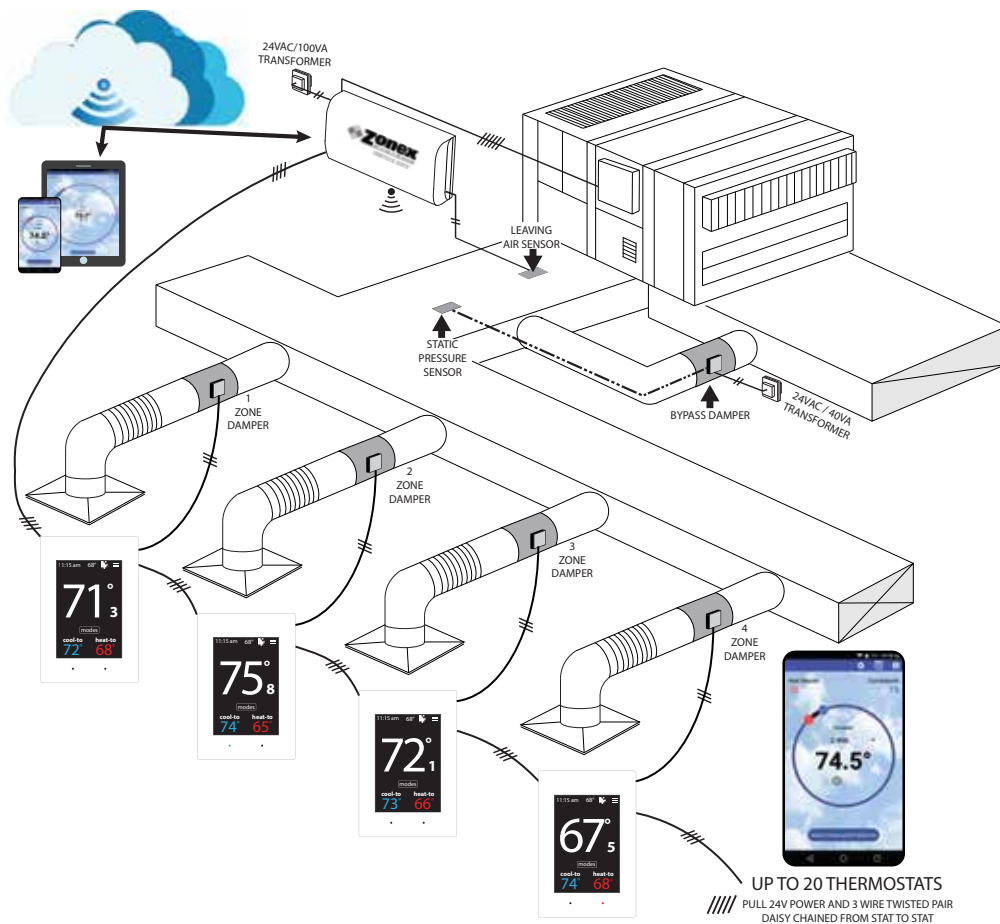 24VAC/100VA
TRANSFORMER
Zonex
LEAVING
AIR SENSOR
STATIC
PRESSURE
SENSOR
BYPASS DAMPER
24VAC / 40VA
TRANSFORMER
1
ZONE
DAMPER
2
ZONE
DAMPER
3
ZONE
DAMPER
4
ZONE
DAMPER
11:15 am 68°
71° 3
modes
cool-to heat-to
72° 68°
11:15 am 68°
75° 8
modes
cool-to heat-to
74° 65°
11:15 am 68°
72° 1
modes
cool-to heat-to
73° 66°
11:15 am 68°
67° 5
modes
cool-to heat-to
74° 68°
74.5°
74.5°
UP TO 20 THERMOSTATS
PULL 24V POWER AND 3 WIRE TWISTED PAIR
DAISY CHAINED FROM STAT TO STAT